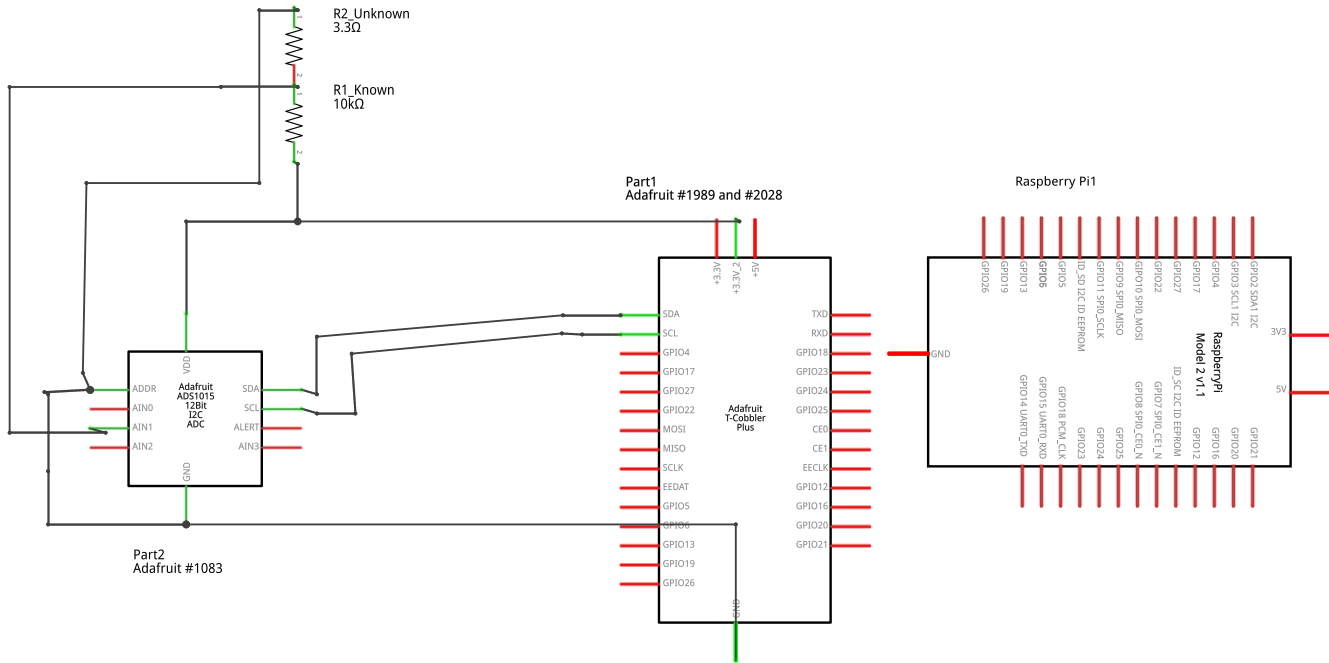 R2_Unknown
3.3Ω
1
2
R1_Known
10kΩ
1
2
Part1
Adafruit #1989 and #2028
+3.3V
+3.3V_2
+5V
SDA
SCL
GPIO4
GPIO17
GPIO27
GPIO22
MOSI
MISO
SCLK
EEDAT
GPIO5
GPIO6
GPIO13
GPIO19
GPIO26
TXD
RXD
GPIO18
GPIO23
GPIO24
GPIO25
CE0
CE1
EECLK
GPIO12
GPIO16
GPIO20
GPIO21
GND
Adafruit
T-Cobbler
Plus
VDD
ADDR
AIN0
AIN1
AIN2
SDA
SCL
ALERT
AIN3
GND
Adafruit
ADS1015
12Bit
I2C
ADC
Part2
Adafruit #1083
Raspberry Pi1
GPIO26
GPIO19
GPIO13
GPIO6
GPIO5
ID_SD I2C ID EEPROM
GPIO11 SPI0_SCLK
GPIO9 SPI0_MISO
GIPO10 SPI0_MOSI
GPIO22
GPIO27
GPIO17
GPIO4
GPIO3 SCL1 I2C
GPIO2 SDA1 I2C
3V3
5V
GND
RaspberryPi
Model 2 v1.1
GPIO14 UART0_TXD
GPIO15 UART0_RXD
GPIO18 PCM_CLK
GPIO23
GPIO24
GPIO25
GPIO8 SPI0_CE0_N
GPIO7 SPI0_CE1_N
ID_SC I2C ID EEPROM
GPIO12
GPIO16
GPIO20
GPIO21